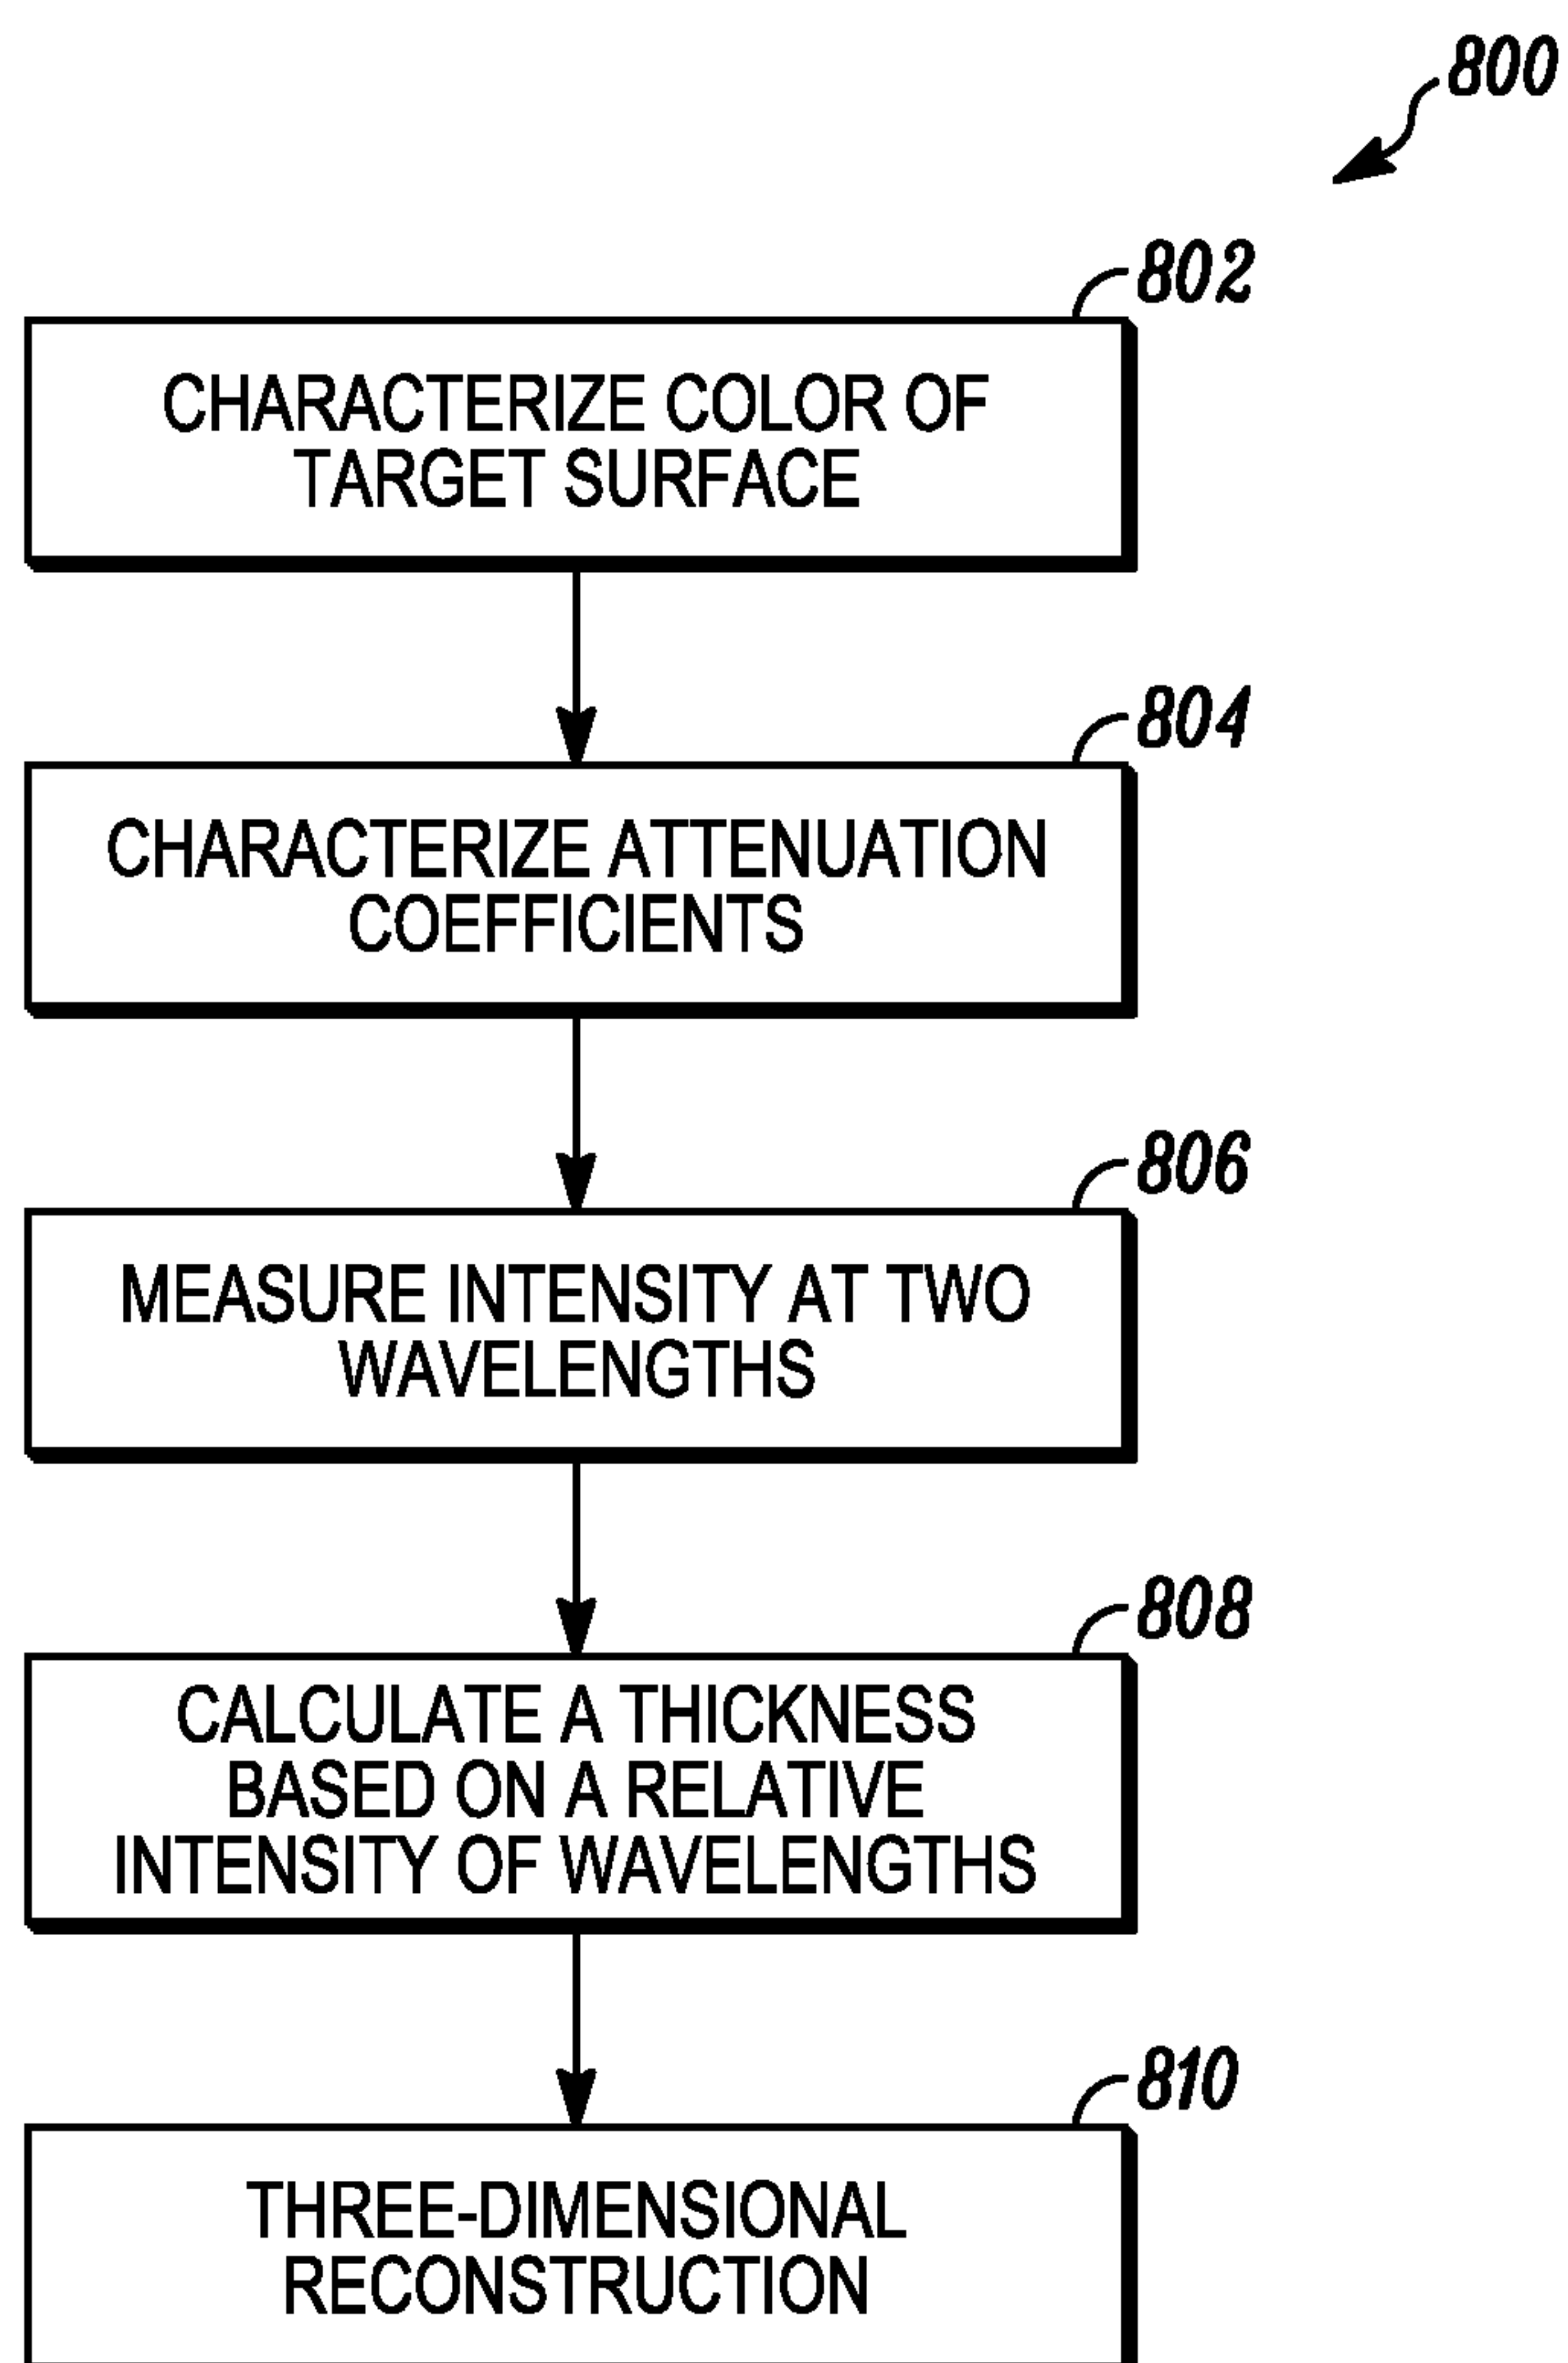 800
802
CHARACTERIZE COLOR OF
TARGET SURFACE
804
CHARACTERIZE ATTENUATION
COEFFICIENTS
806
MEASURE INTENSITY AT TWO
WAVELENGTHS
808
CALCULATE A THICKNESS
BASED ON A RELATIVE
INTENSITY OF WAVELENGTHS
810
THREE-DIMENSIONAL
RECONSTRUCTION